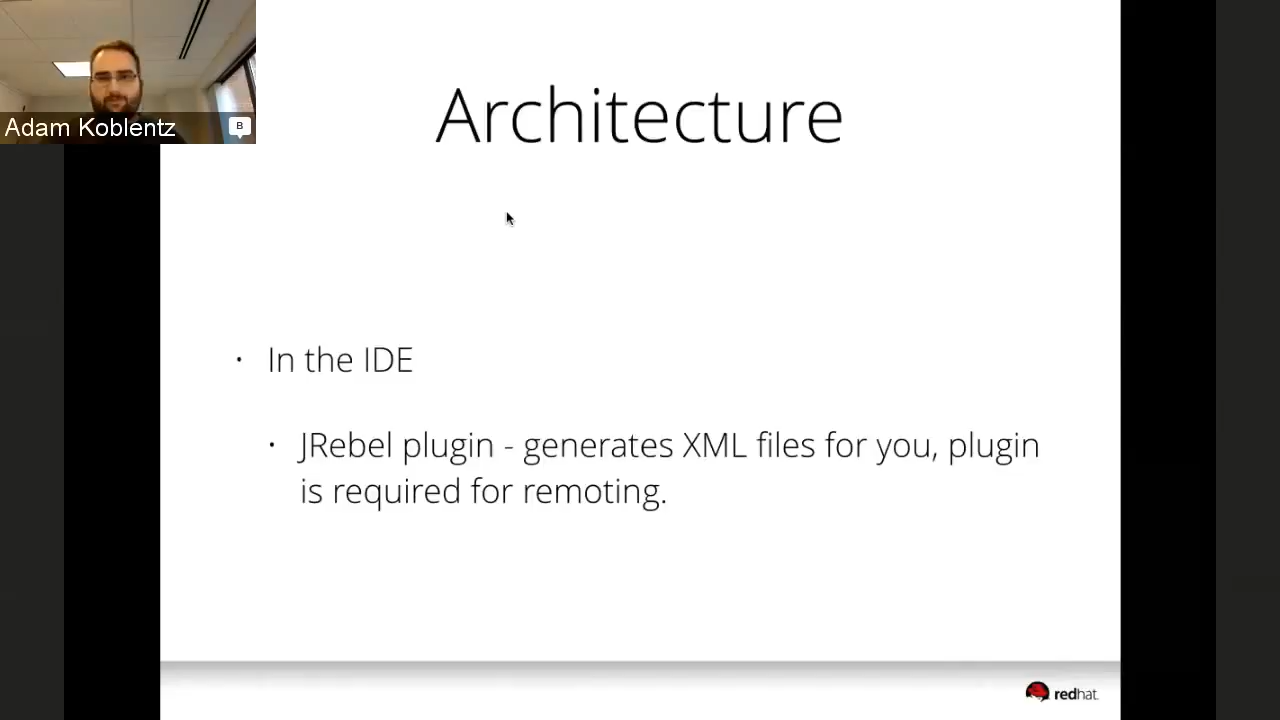 Adam Koblentz
B
Architecture
• In the IDE
• JRebel plugin - generates XML files for you, plugin
is required for remoting.
redhat.